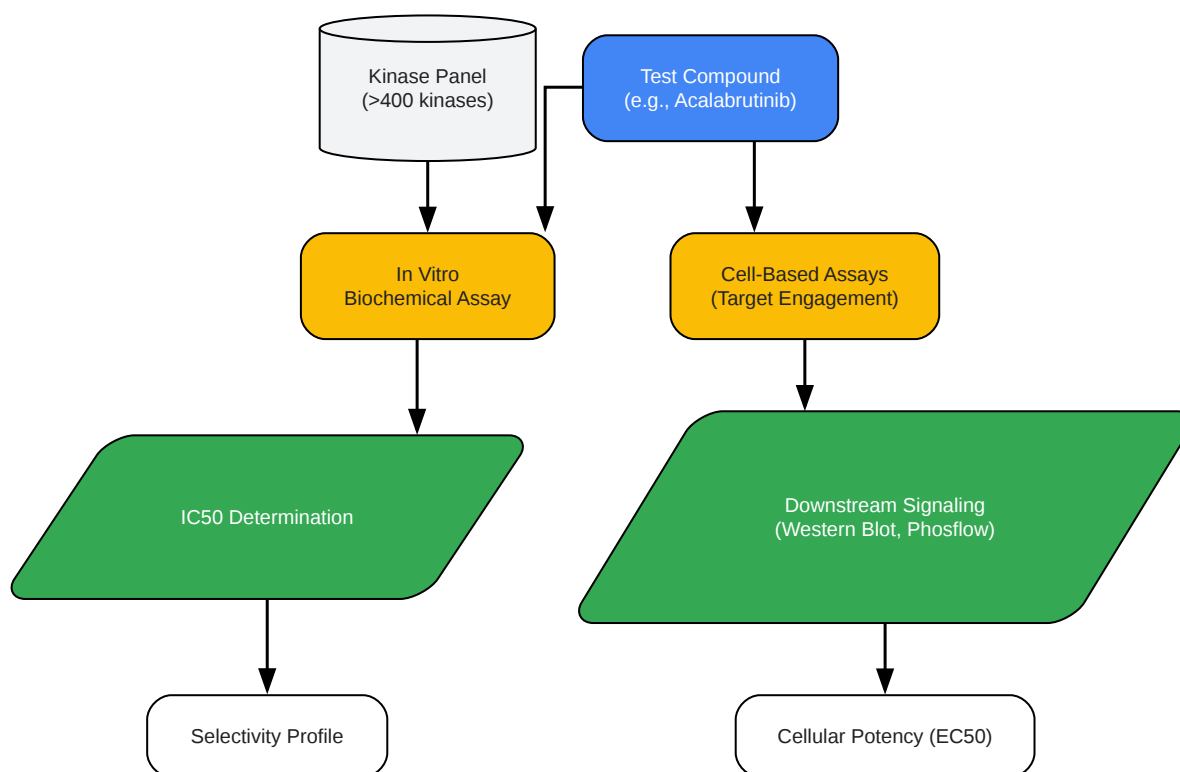 Kinase Panel
(>400 kinases)
Test Compound
(e.g., Acalabrutinib)
In Vitro
Biochemical Assay
Cell-Based Assays
(Target Engagement)
IC50 Determination
Downstream Signaling
(Western Blot, Phosflow)
Selectivity Profile
Cellular Potency (EC50)